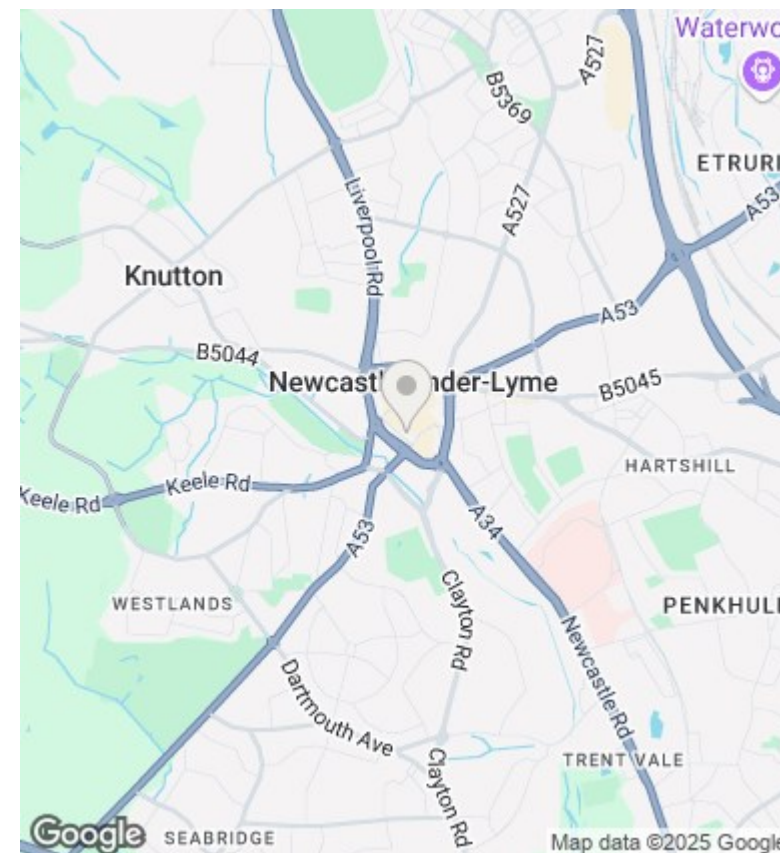 Waterwo
A527
B5369
ETRURI
A53
A527
Liverpool Rd
Knutton
A53
B5044
Newcastl nder-Lyme
B5045
HARTSHILL
Keele Rd
Keele Rd
A34
A53
WESTLANDS
Clayton Rd
PENKHULL
Newcastle Rd
Dartmouth Ave
TRENT VALE
Clayton Rd
Google
SEABRIDGE
Map data ©2025 Google